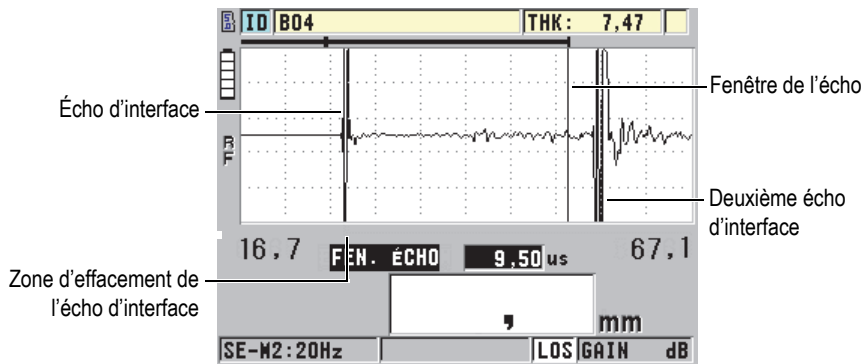 ID B04 THK: 7,47
Écho d'interface
Fenêtre de l'écho
RF
Deuxième écho
d'interface
16,7 FEN. ÉCHO 9,50 us 67,1
Zone d'effacement de
l'écho d'interface
, mm
SE-M2:20Hz LOS GAIN dB